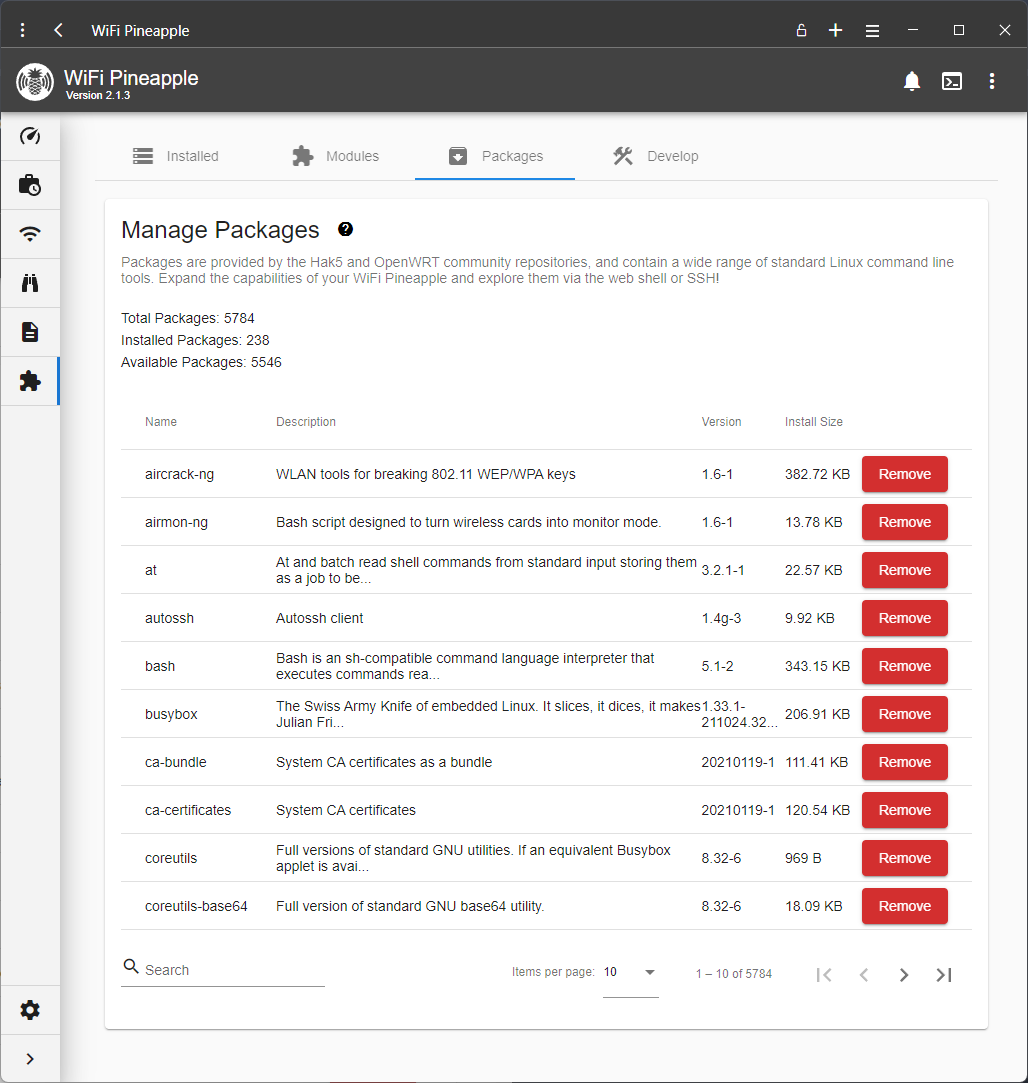 WiFi Pineapple
WiFi Pineapple
Version 2.1.3
Installed
Modules
Packages
Develop
Manage Packages
Packages are provided by the Hak5 and OpenWRT community repositories, and contain a wide range of standard Linux command line
tools. Expand the capabilities of your WiFi Pineapple and explore them via the web shell or SSH!
Total Packages: 5784
Installed Packages: 238
Available Packages: 5546
Name Description Version Install Size
aircrack-ng WLAN tools for breaking 802.11 WEP/WPA keys 1.6-1 382.72 KB Remove
airmon-ng Bash script designed to turn wireless cards into monitor mode. 1.6-1 13.78 KB Remove
at At and batch read shell commands from standard input storing them
as a job to be... 3.2.1-1 22.57 KB Remove
autossh Autossh client 1.4g-3 9.92 KB Remove
bash Bash is an sh-compatible command language interpreter that
executes commands rea... 5.1-2 343.15 KB Remove
busybox The Swiss Army Knife of embedded Linux. It slices, it dices, it makes 1.33.1-
Julian Fri... 211024.32... 206.91 KB Remove
ca-bundle System CA certificates as a bundle 20210119-1 111.41 KB Remove
ca-certificates System CA certificates 20210119-1 120.54 KB Remove
coreutils Full versions of standard GNU utilities. If an equivalent Busybox
applet is avai... 8.32-6 969 B Remove
coreutils-base64 Full version of standard GNU base64 utility. 8.32-6 18.09 KB Remove
Search
Items per page: 10 1 – 10 of 5784